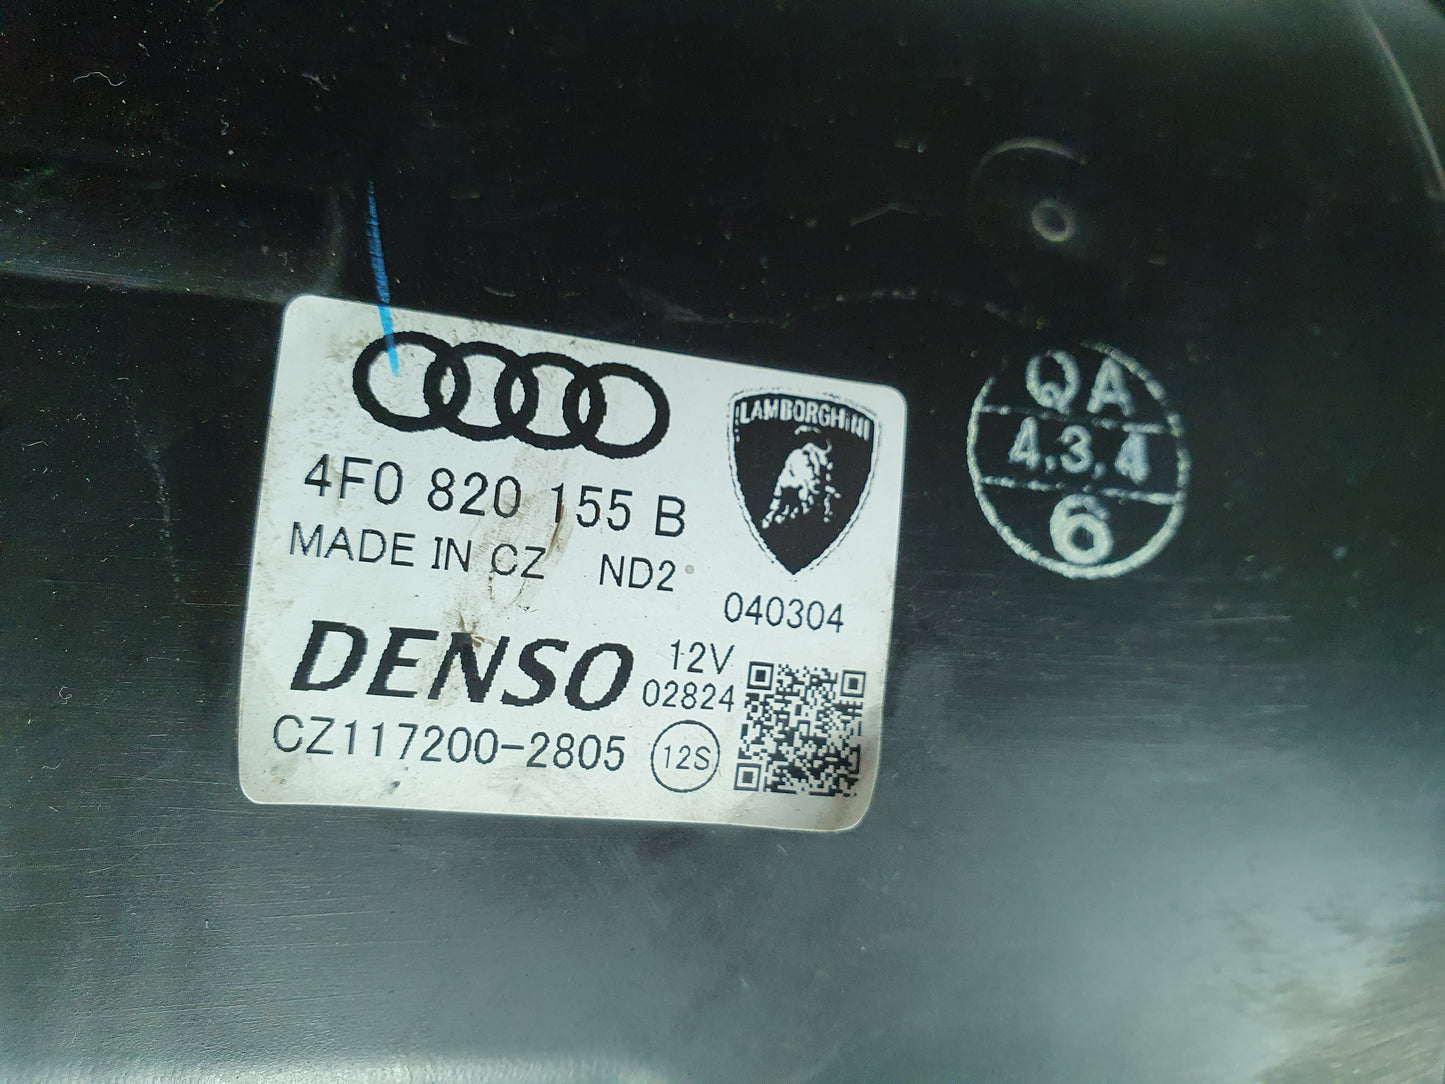 LAMBORGHINI
4F0 820 155 B
MADE IN CZ ND2
040304
DENSO
12V
02824
CZ117200-2805
12S
QA
4.3.4
6